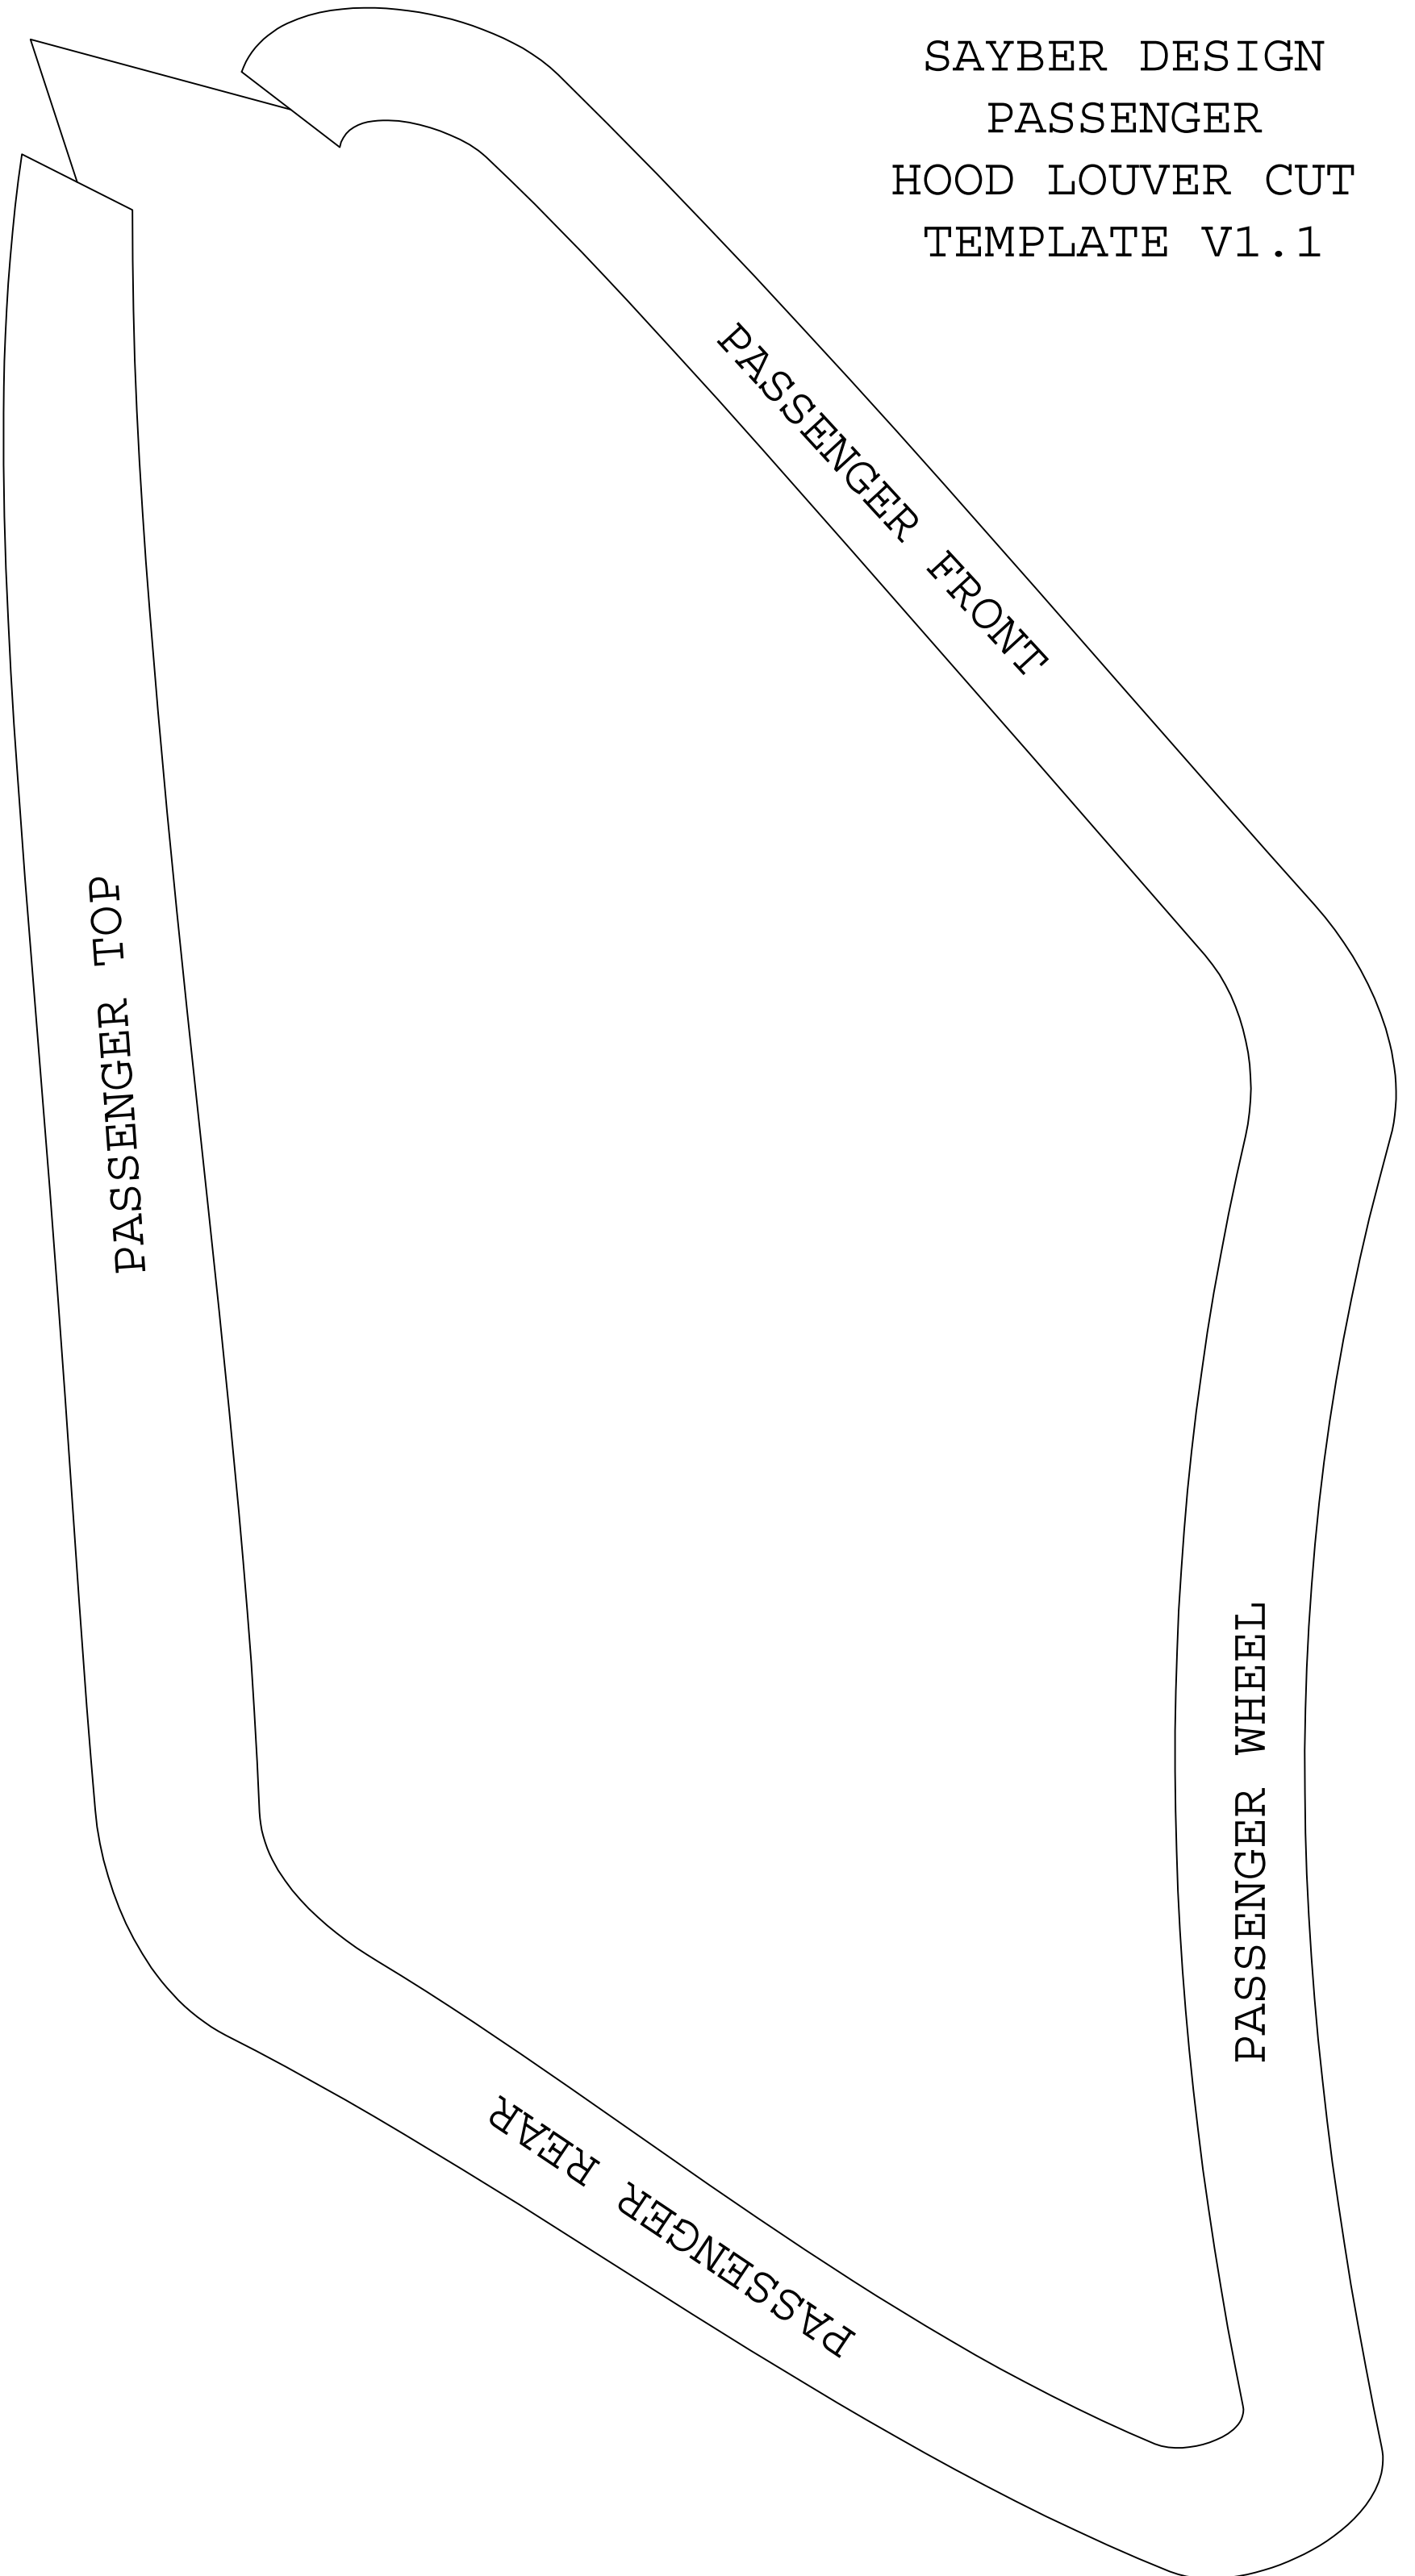 SAYBER DESIGN
PASSENGER
HOOD LOUVER CUT
TEMPLATE V1.1
PASSENGER FRONT
PASSENGER TOP
PASSENGER WHEEL
PASSENGER REAR